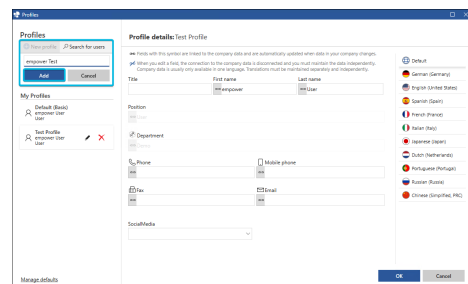 Profiles
Profiles
New profile
Search for users
empower Test
Add
Cancel
My Profiles
Default (Basic)
empower User
User
Test Profile
empower User
User
Manage defaults
Profile details: Test Profile
Fields with this symbol are linked to the company data and are automatically updated when data in your company changes.
When you edit a field, the connection to the company data is disconnected and you must maintain the data independently.
Company data is usually only available in one language. Translations must be maintained separately and independently.
Title
First name
Last name
empower
User
Position
Department
Phone
Mobile phone
Fax
Email
SocialMedia
Default
German (Germany)
English (United States)
Spanish (Spain)
French (France)
Italian (Italy)
Japanese (Japan)
Dutch (Netherlands)
Portuguese (Portugal)
Russian (Russia)
Chinese (Simplified, PRC)
OK
Cancel